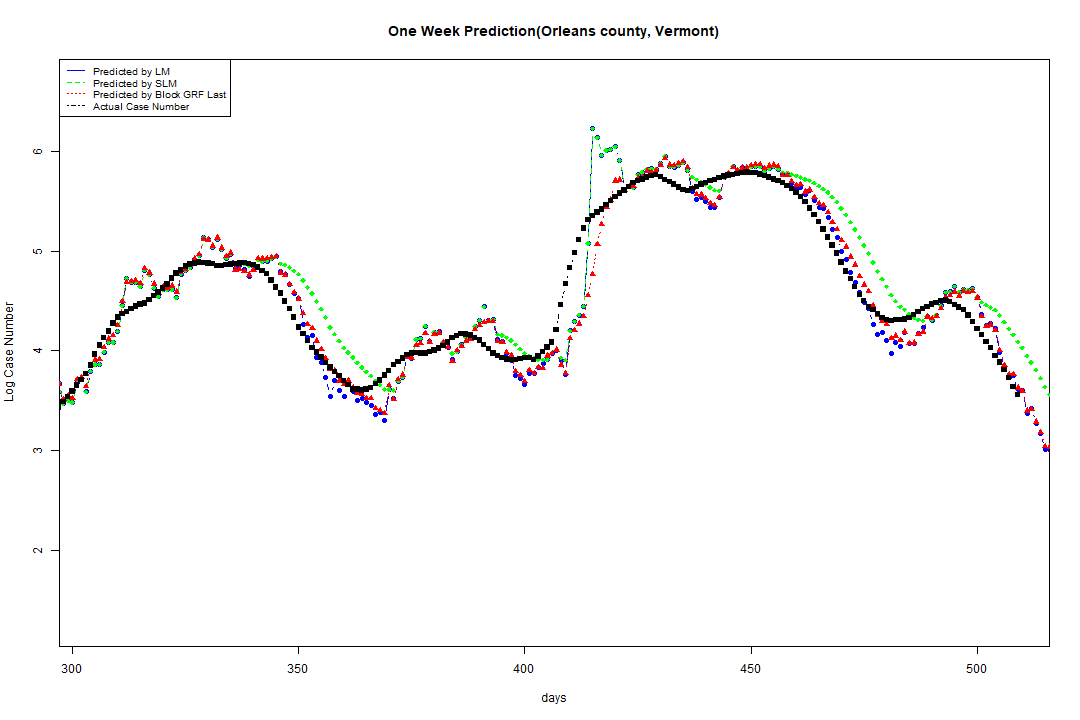 One Week Prediction(Orleans county, Vermont)
Predicted by LM
Predicted by SLM
Predicted by Block GRF Last
Actual Case Number
Log Case Number
6
5
4
3
2
300 350 400 450 500
days